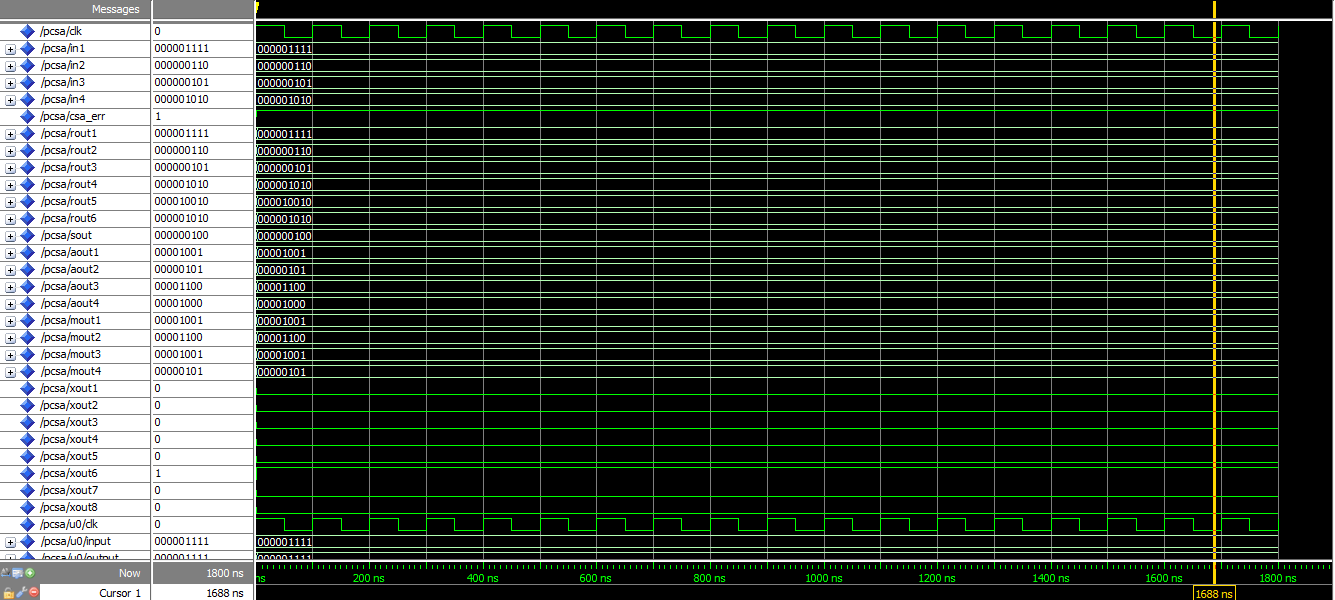 Messages
/pcsa/clk 0
/pcsa/in1 000001111 000001111
/pcsa/in2 000000110 000000110
/pcsa/in3 000000101 000000101
/pcsa/in4 000001010 000001010
/pcsa/csa_err 1
/pcsa/rout1 000001111 000001111
/pcsa/rout2 000000110 000000110
/pcsa/rout3 000000101 000000101
/pcsa/rout4 000001010 000001010
/pcsa/rout5 000010010 000010010
/pcsa/rout6 000001010 000001010
/pcsa/sout 000000100 000000100
/pcsa/aout1 00001001 00001001
/pcsa/aout2 00000101 00000101
/pcsa/aout3 00001100 00001100
/pcsa/aout4 00001000 00001000
/pcsa/mout1 00001001 00001001
/pcsa/mout2 00001100 00001100
/pcsa/mout3 00001001 00001001
/pcsa/mout4 00000101 00000101
/pcsa/xout1 0
/pcsa/xout2 0
/pcsa/xout3 0
/pcsa/xout4 0
/pcsa/xout5 0
/pcsa/xout6 1
/pcsa/xout7 0
/pcsa/xout8 0
/pcsa/u0/clk 0
/pcsa/u0/input 000001111 000001111
/pcsa/u0/output 000001111 000001111
Now 1800 ns ns 200 ns 400 ns 600 ns 800 ns 1000 ns 1200 ns 1400 ns 1600 ns 1800 ns
Cursor 1 1688 ns 1688 ns